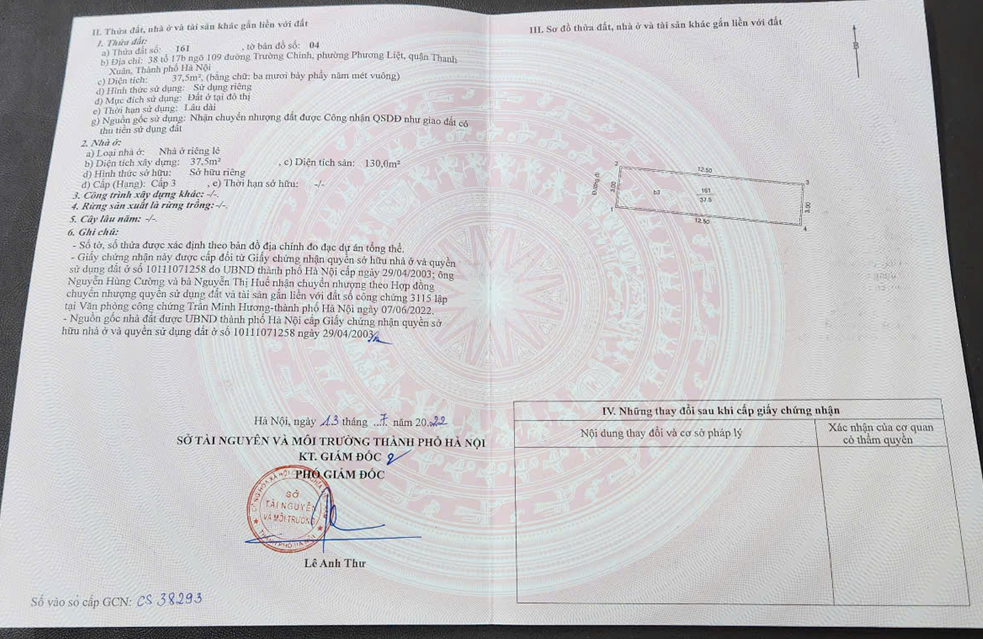 II. Thửa đất, nhà ở và tài sản khác gắn liền với đất
1. Thửa đất:
a) Thửa đất số: 161 , tờ bản đồ số: 04
b) Địa chỉ: 38 tổ 17b ngõ 109 đường Trường Chinh, phường Phương Liệt, quận Thanh
Xuân, Thành phố Hà Nội
c) Diện tích: 37,5m², (bằng chữ: ba mươi bảy phẩy năm mét vuông)
d) Hình thức sử dụng: Sử dụng riêng
đ) Mục đích sử dụng: Đất ở tại đô thị
e) Thời hạn sử dụng: Lâu dài
g) Nguồn gốc sử dụng: Nhận chuyển nhượng đất được Công nhận QSDĐ như giao đất có
thu tiền sử dụng đất
2. Nhà ở:
a) Loại nhà ở: Nhà ở riêng lẻ
b) Diện tích xây dựng: 37,5m² , c) Diện tích sàn: 130,0m²
d) Hình thức sở hữu: Sở hữu riêng
đ) Cấp (Hạng): Cấp 3 , e) Thời hạn sở hữu: -/-
3. Công trình xây dựng khác: -/-.
4. Rừng sản xuất là rừng trồng: -/-.
5. Cây lâu năm: -/-
6. Ghi chú:
- Số tờ, số thửa được xác định theo bản đồ địa chính đo đạc dự án tổng thể.
- Giấy chứng nhận này được cấp đổi từ Giấy chứng nhận quyền sở hữu nhà ở và quyền
sử dụng đất ở số 10111071258 do UBND thành phố Hà Nội cấp ngày 29/04/2003; ông
Nguyễn Hùng Cường và bà Nguyễn Thị Huế nhận chuyển nhượng theo Hợp đồng
chuyển nhượng quyền sử dụng đất và tài sản gắn liền với đất số công chứng 3115 lập
tại Văn phòng công chứng Trần Minh Hương-thành phố Hà Nội ngày 07/06/2022.
- Nguồn gốc nhà đất được UBND thành phố Hà Nội cấp Giấy chứng nhận quyền sở
hữu nhà ở và quyền sử dụng đất ở số 10111071258 ngày 29/04/2003
Hà Nội, ngày 13 tháng 7 năm 2022
SỞ TÀI NGUYÊN VÀ MÔI TRƯỜNG THÀNH PHỐ HÀ NỘI
KT. GIÁM ĐỐC
PHÓ GIÁM ĐỐC
SỞ
TÀI NGUYÊN
VÀ MÔI TRƯỜNG
THÀNH PHỐ HÀ NỘI
Lê Anh Thư
Số vào sổ cấp GCN: CS 38293
III. Sơ đồ thửa đất, nhà ở và tài sản khác gắn liền với đất
B
2
12.50
3
Đường đi
3.00
b3
161
37.5
3.00
1
12.50
4
IV. Những thay đổi sau khi cấp giấy chứng nhận
Nội dung thay đổi và cơ sở pháp lý
Xác nhận của cơ quan
có thẩm quyền